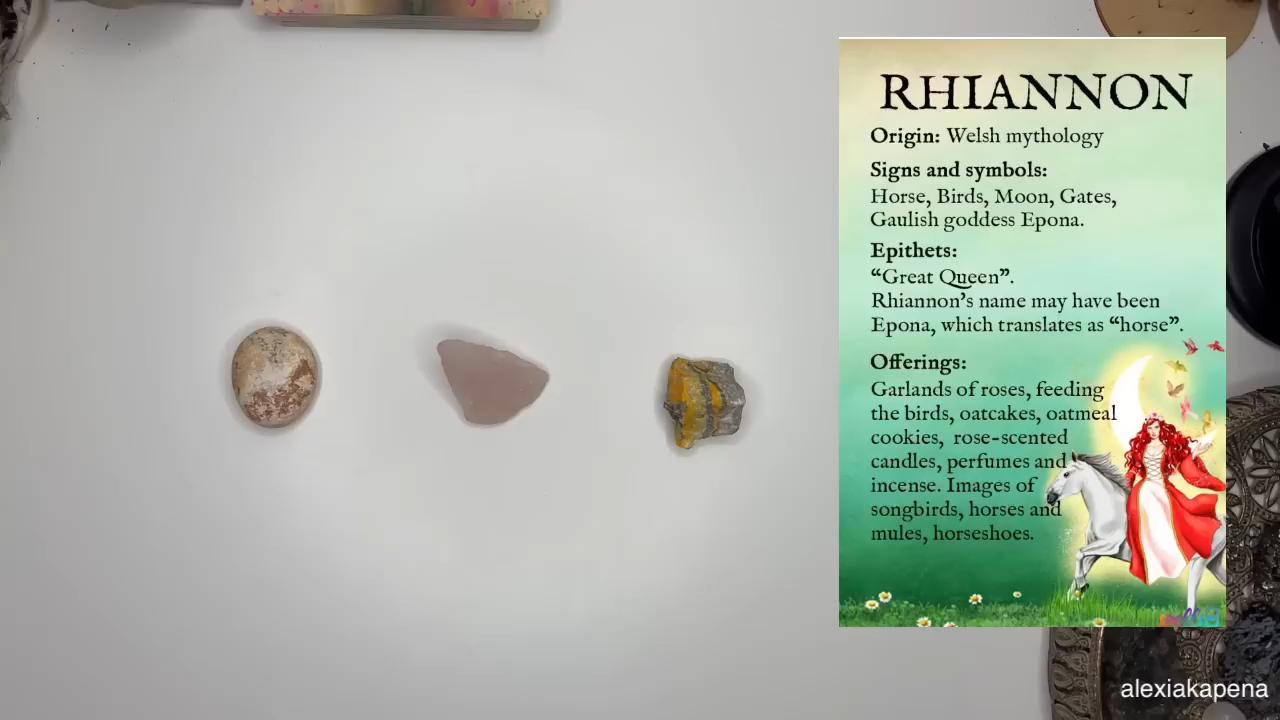 RHIANNON
Origin: Welsh mythology
Signs and symbols:
Horse, Birds, Moon, Gates,
Gaulish goddess Epona.
Epithets:
“Great Queen”.
Rhiannon’s name may have been
Epona, which translates as “horse”.
Offerings:
Garlands of roses, feeding
the birds, oatcakes, oatmeal
cookies, rose-scented
candles, perfumes and
incense. Images of
songbirds, horses and
mules, horseshoes.
alexiakapena